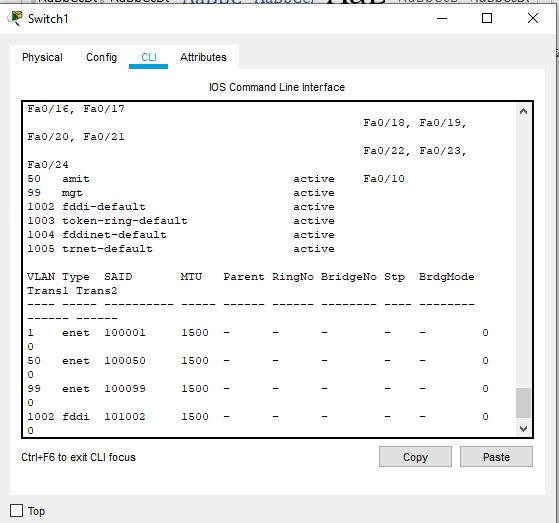 Switch1
Physical Config CLI Attributes
IOS Command Line Interface
Fa0/16, Fa0/17
Fa0/18, Fa0/19,
Fa0/20, Fa0/21
Fa0/22, Fa0/23,
Fa0/24
50 amit active Fa0/10
99 mgt active
1002 fddi-default active
1003 token-ring-default active
1004 fddinet-default active
1005 trnet-default active
VLAN Type SAID MTU Parent RingNo BridgeNo Stp BrdgMode
Trans1 Trans2
---- ----- ---------- ----- ------ ------ -------- ---- --------
------ ------
1 enet 100001 1500 - - - - - 0
0
50 enet 100050 1500 - - - - - 0
0
99 enet 100099 1500 - - - - - 0
0
1002 fddi 101002 1500 - - - - - 0
0
Ctrl+F6 to exit CLI focus Copy Paste
Top